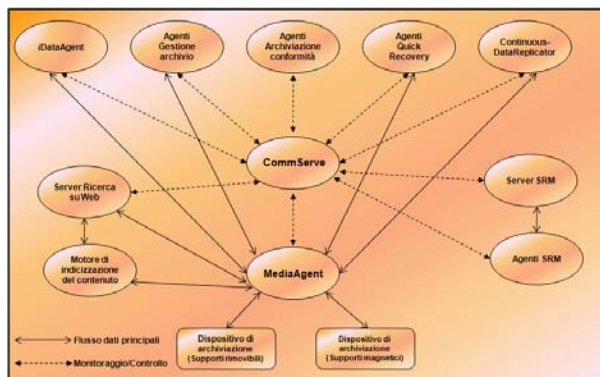 iDataAgent
Agenti
Gestione
archivio
Agenti
Archiviazione
conformità
Agenti
Quick
Recovery
Continuous-
DataReplicator
CommServe
Server Ricerca
su Web
Server SRM
Motore di
indicizzazione
del contenuto
MediaAgent
Agenti SRM
Dispositivo di
archiviazione
(Supporti rimovibili)
Dispositivo di
archiviazione
(Supporti magnetici)
Flusso dati principali
Monitoraggio/Controllo